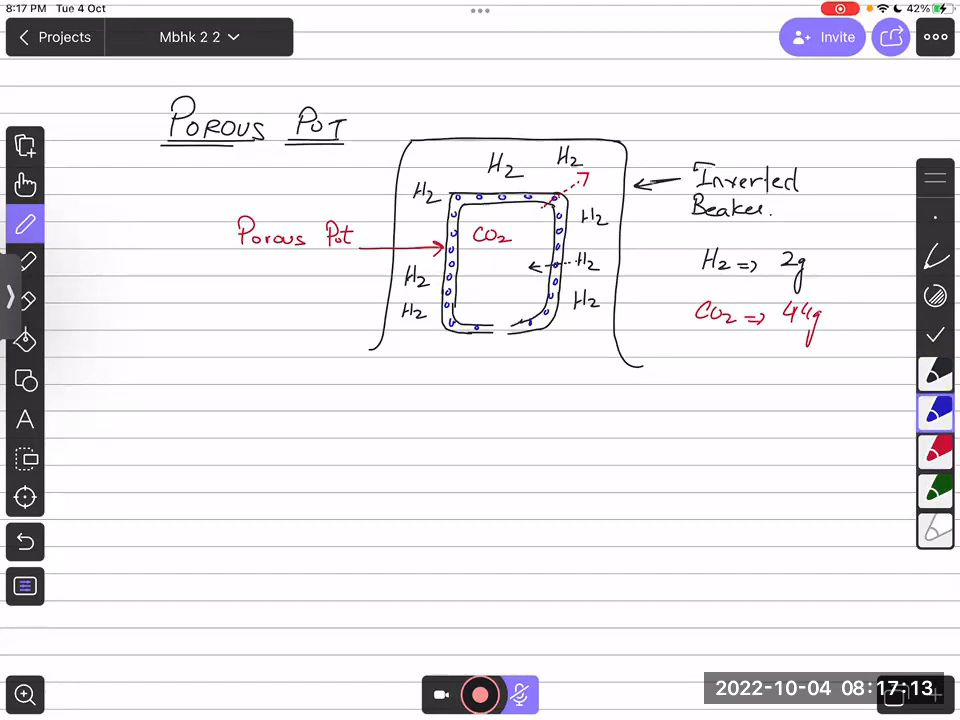 8:17 PM Tue 4 Oct
42%
Projects
Mbhk 2 2
Invite
POROUS POT
H2
H2
H2
Inverted
Beaker.
H2
Porous Pot
CO2
H2
H2
H2
H2
H2
H2 => 2g
CO2 => 44g
A
2022-10-04 08:17:13